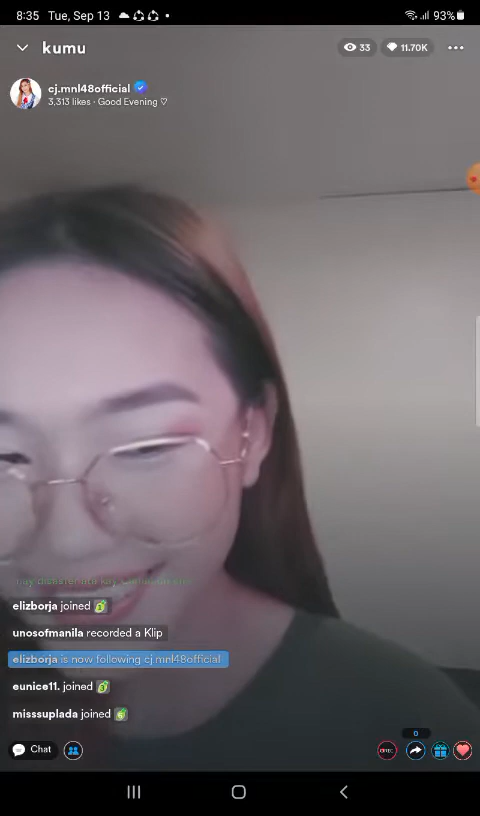 8:35 Tue, Sep 13 93%
kumu 33 11.70K
cj.mnl48official
3,313 likes · Good Evening ♡
elizborja joined
unosofmanila recorded a Klip
elizborja is now following cj.mnl48official
eunice11. joined
misssuplada joined
0
Chat